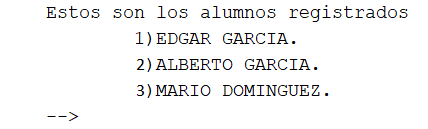 Estos son los alumnos registrados
1)EDGAR GARCIA.
2)ALBERTO GARCIA.
3)MARIO DOMINGUEZ.
-->